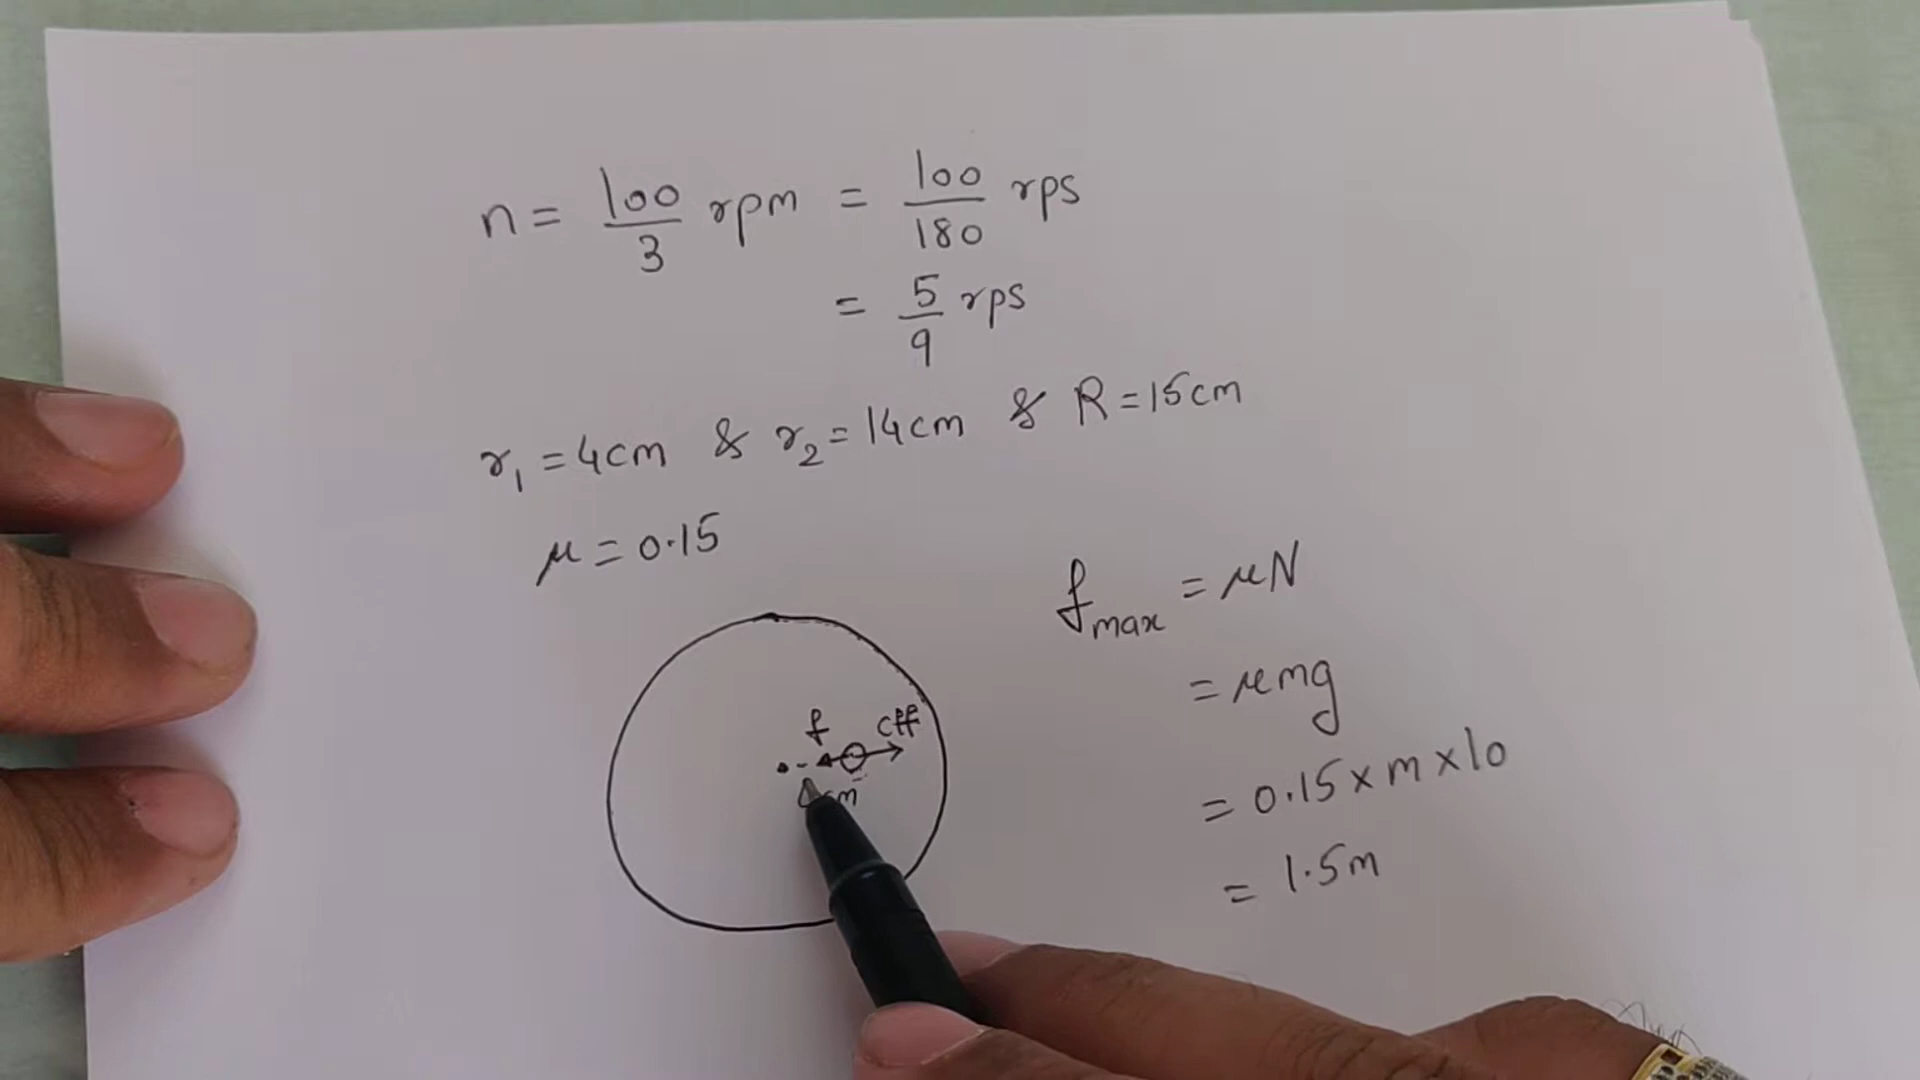 n = 100/3 rpm = 100/180 rps
= 5/9 rps
r₁ = 4cm & r₂ = 14cm & R = 15cm
μ = 0.15
f_max = μN
= μmg
= 0.15 × m × 10
= 1.5m
f cff
cm